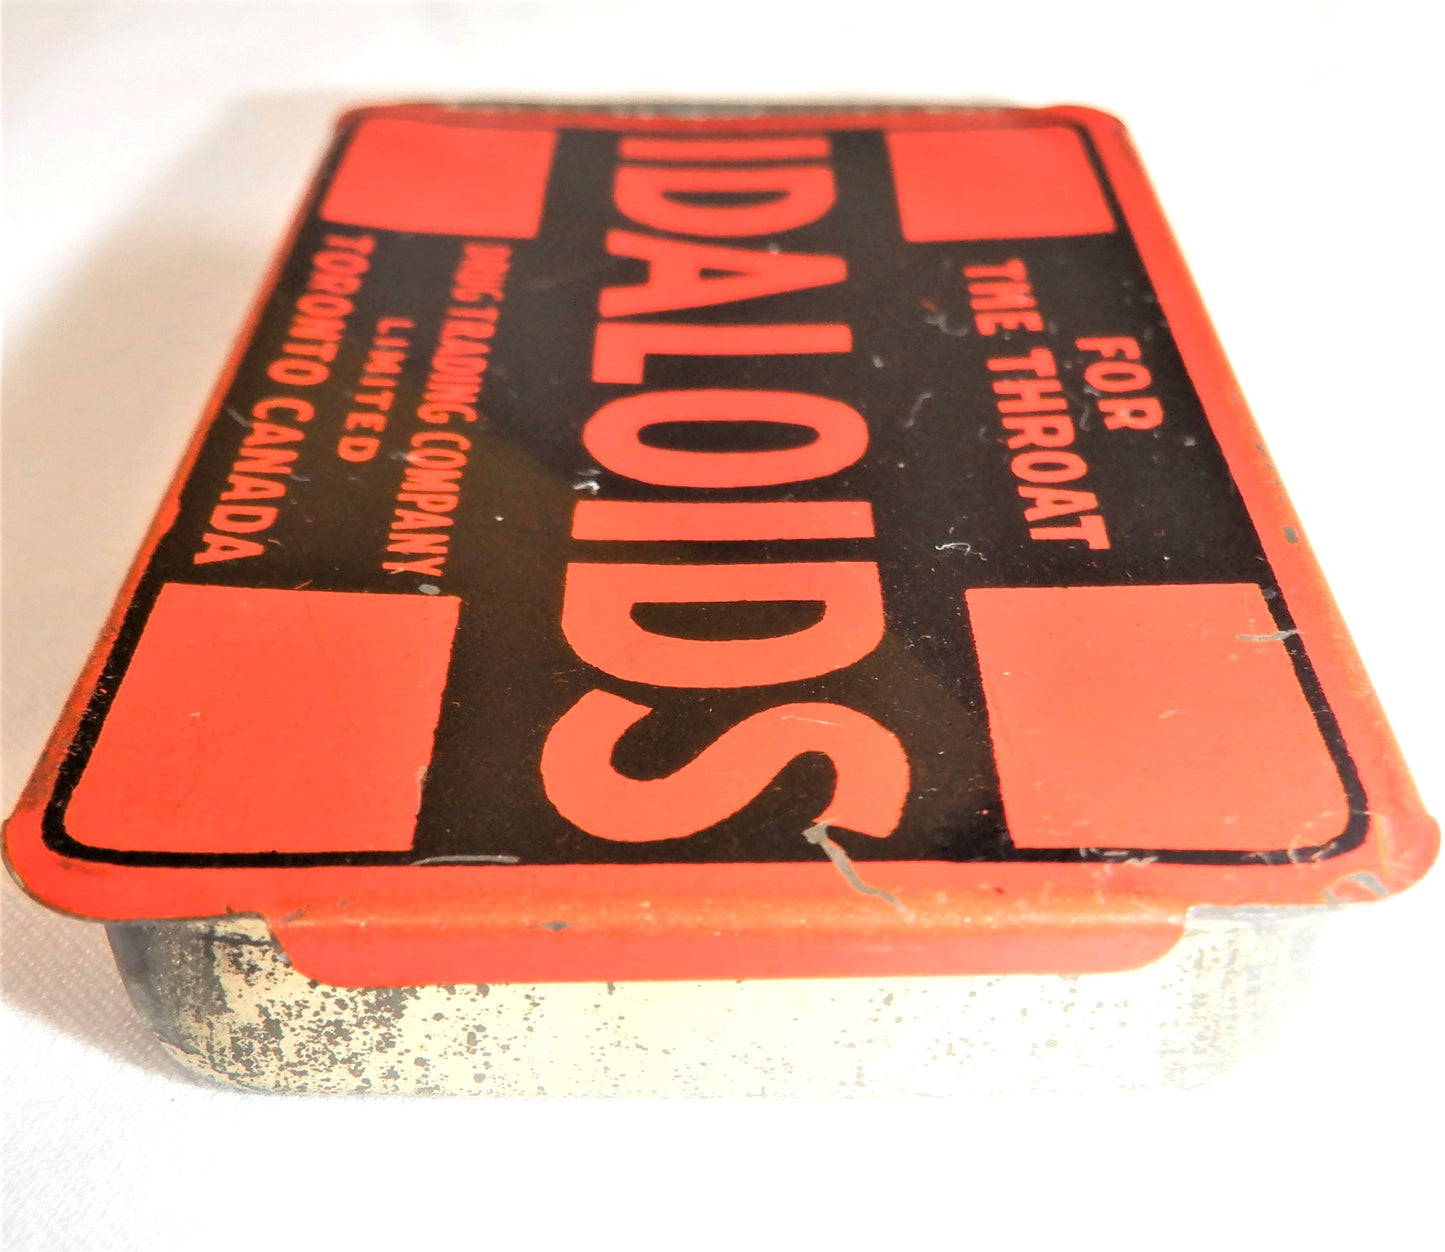 FOR
THE THROAT
IDALOIDS
DRUG TRADING COMPANY
LIMITED
TORONTO CANADA